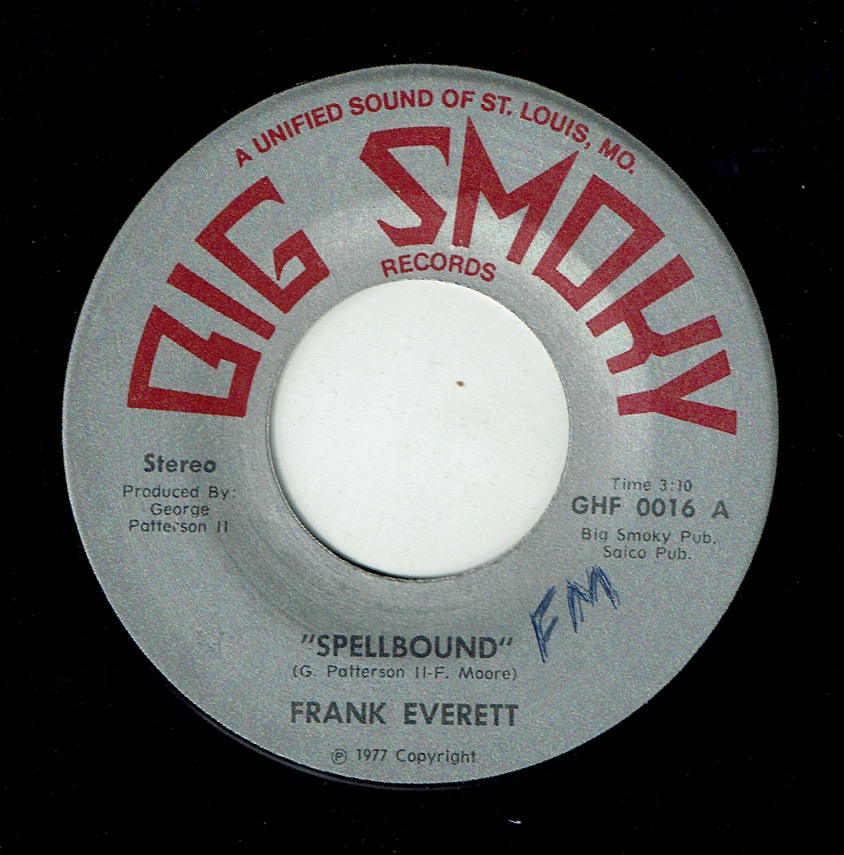 A UNIFIED SOUND OF ST. LOUIS, MO.
BIG SMOKY
RECORDS
Stereo
Produced By:
George
Patterson II
Time 3:10
GHF 0016 A
Big Smoky Pub.
Saico Pub.
FM
"SPELLBOUND"
(G. Patterson II-F. Moore)
FRANK EVERETT
℗ 1977 Copyright